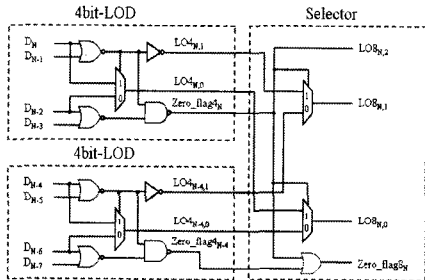 4bit-LOD
Selector
D_N
D_N-1
LO4_N,1
LO8_N,2
1
0
LO4_N,0
D_N-2
D_N-3
Zero_flag4_N
1
0
LO8_N,1
4bit-LOD
D_N-4
D_N-5
LO4_N-4,1
1
0
LO4_N-4,0
D_N-6
D_N-7
Zero_flag4_N-4
1
0
LO8_N,0
Zero_flag8_N